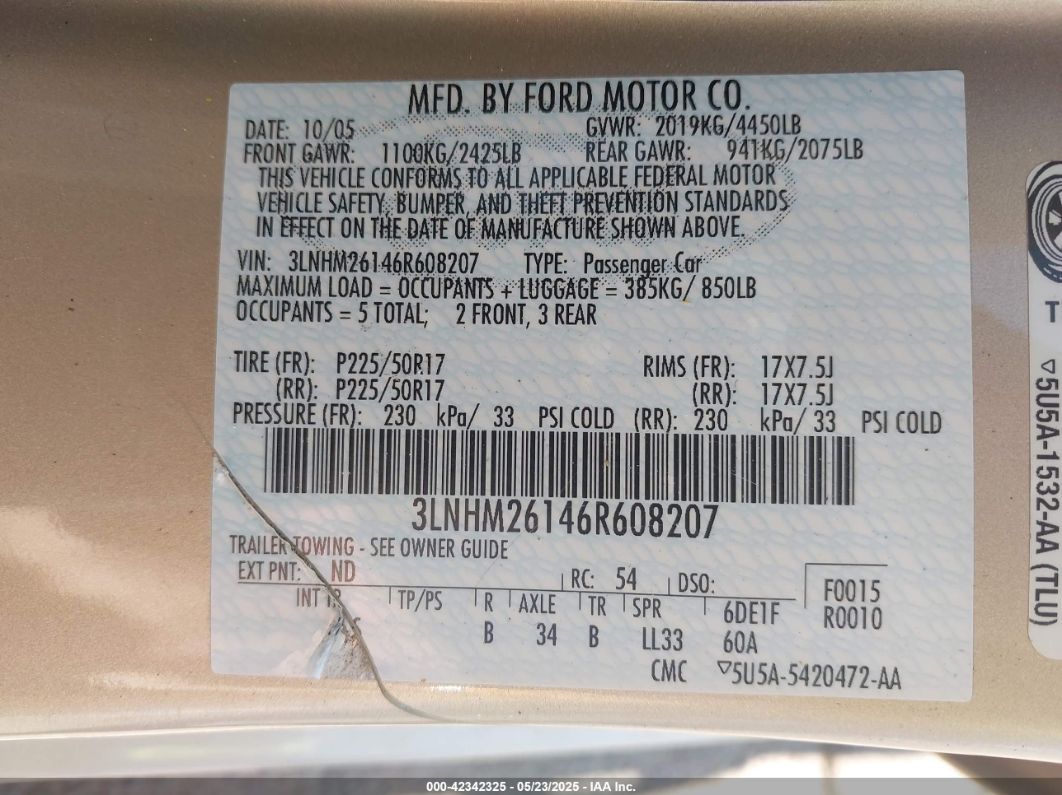 MFD. BY FORD MOTOR CO.
DATE: 10/05 GVWR: 2019KG/4450LB
FRONT GAWR: 1100KG/2425LB REAR GAWR: 941KG/2075LB
THIS VEHICLE CONFORMS TO ALL APPLICABLE FEDERAL MOTOR
VEHICLE SAFETY, BUMPER, AND THEFT PREVENTION STANDARDS
IN EFFECT ON THE DATE OF MANUFACTURE SHOWN ABOVE.
VIN: 3LNHM26146R608207 TYPE: Passenger Car
MAXIMUM LOAD = OCCUPANTS + LUGGAGE = 385KG/ 850LB
OCCUPANTS = 5 TOTAL; 2 FRONT, 3 REAR
TIRE (FR): P225/50R17 RIMS (FR): 17X7.5J
(RR): P225/50R17 (RR): 17X7.5J
PRESSURE (FR): 230 kPa/ 33 PSI COLD (RR): 230 kPa/ 33 PSI COLD
3LNHM26146R608207
TRAILER TOWING - SEE OWNER GUIDE
EXT PNT: ND RC: 54 DSO: F0015
INT TR TP/PS R AXLE TR SPR 6DE1F R0010
B 34 B LL33 60A
CMC ▽5U5A-5420472-AA
T
▽5U5A-1532-AA (TLU)
000-42342325 - 05/23/2025 - IAA Inc.